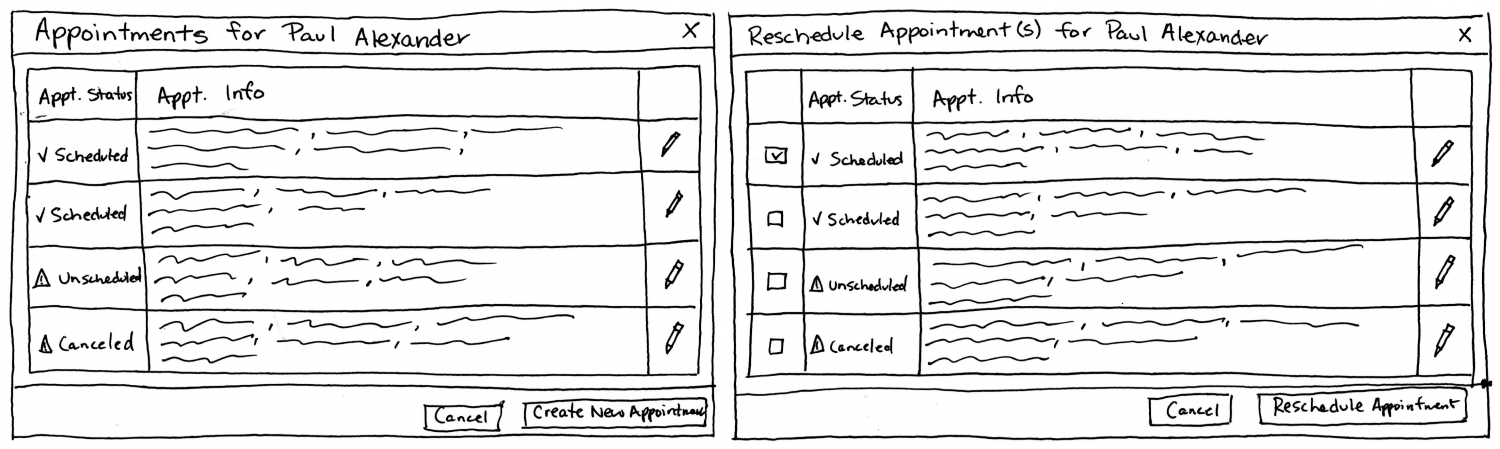 Appointments for Paul Alexander X
Appt. Status Appt. Info
✓ Scheduled
✓ Scheduled
⚠ Unscheduled
⚠ Canceled
Cancel Create New Appointment
Reschedule Appointment(s) for Paul Alexander X
Appt. Status Appt. Info
✓ Scheduled
✓ Scheduled
⚠ Unscheduled
⚠ Canceled
Cancel Reschedule Appointment